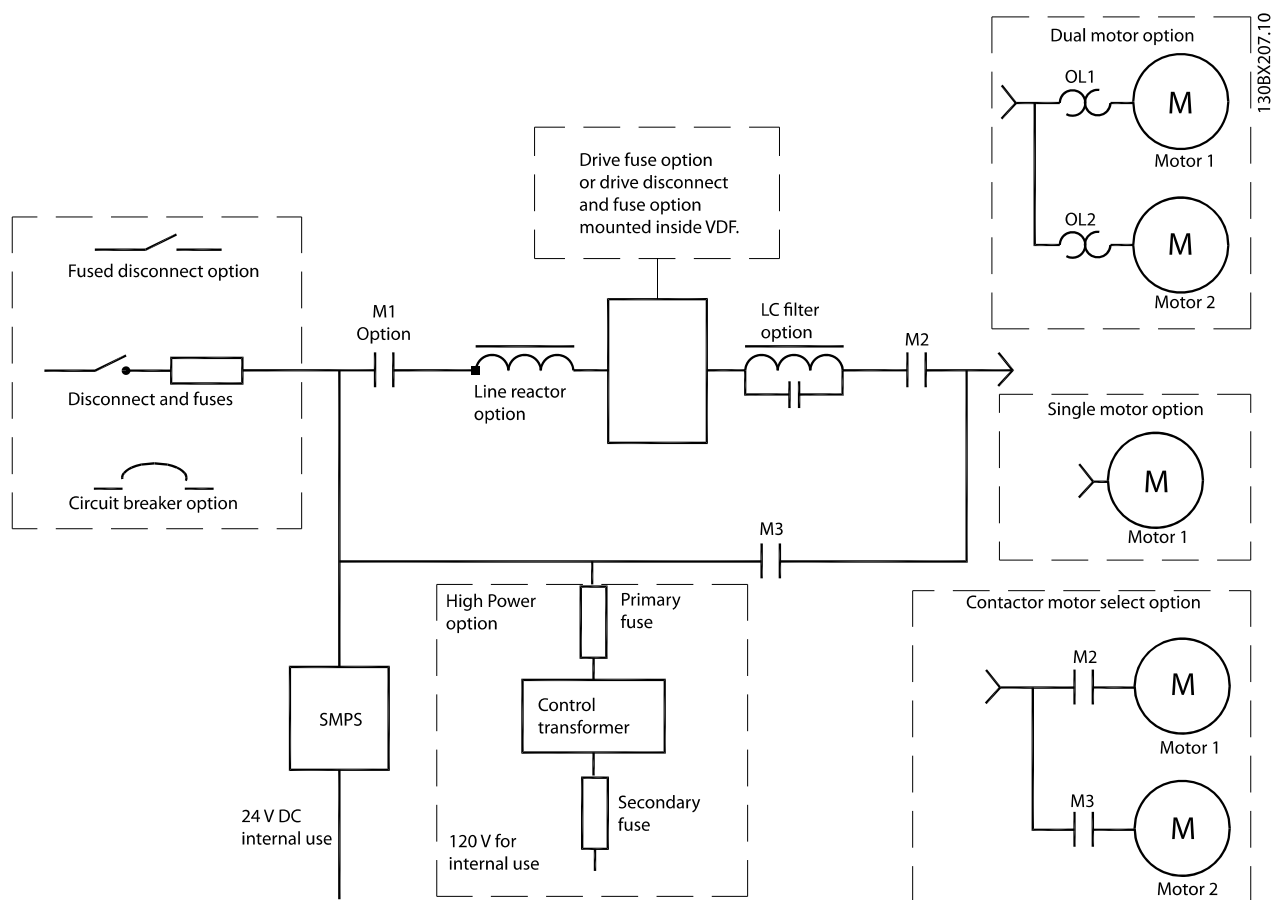 130BX207.10
Dual motor option
OL1
M
Motor 1
OL2
M
Motor 2
Drive fuse option
or drive disconnect
and fuse option
mounted inside VDF.
Fused disconnect option
Disconnect and fuses
Circuit breaker option
M1
Option
Line reactor
option
LC filter
option
M2
Single motor option
M
Motor 1
M3
High Power
option
Primary
fuse
Control
transformer
Secondary
fuse
120 V for
internal use
SMPS
24 V DC
internal use
Contactor motor select option
M2
M
Motor 1
M3
M
Motor 2